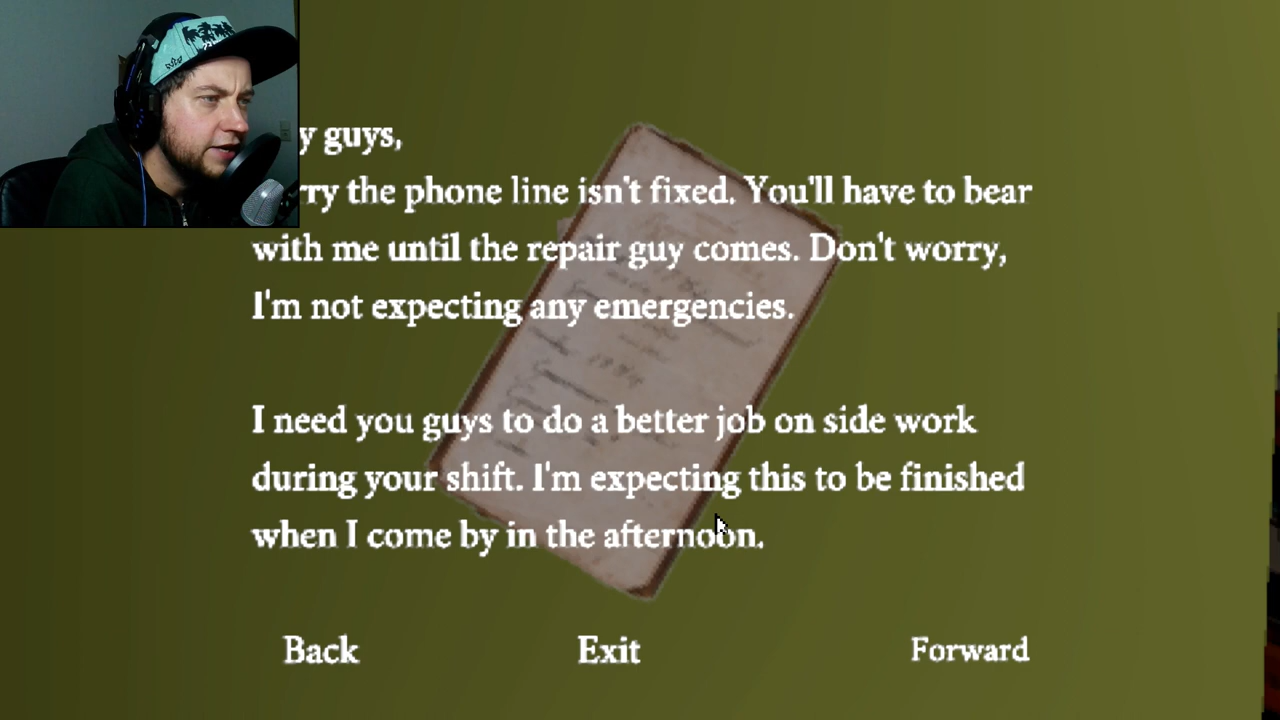 y guys,
rry the phone line isn't fixed. You'll have to bear
with me until the repair guy comes. Don't worry,
I'm not expecting any emergencies.
I need you guys to do a better job on side work
during your shift. I'm expecting this to be finished
when I come by in the afternoon.
Back Exit Forward